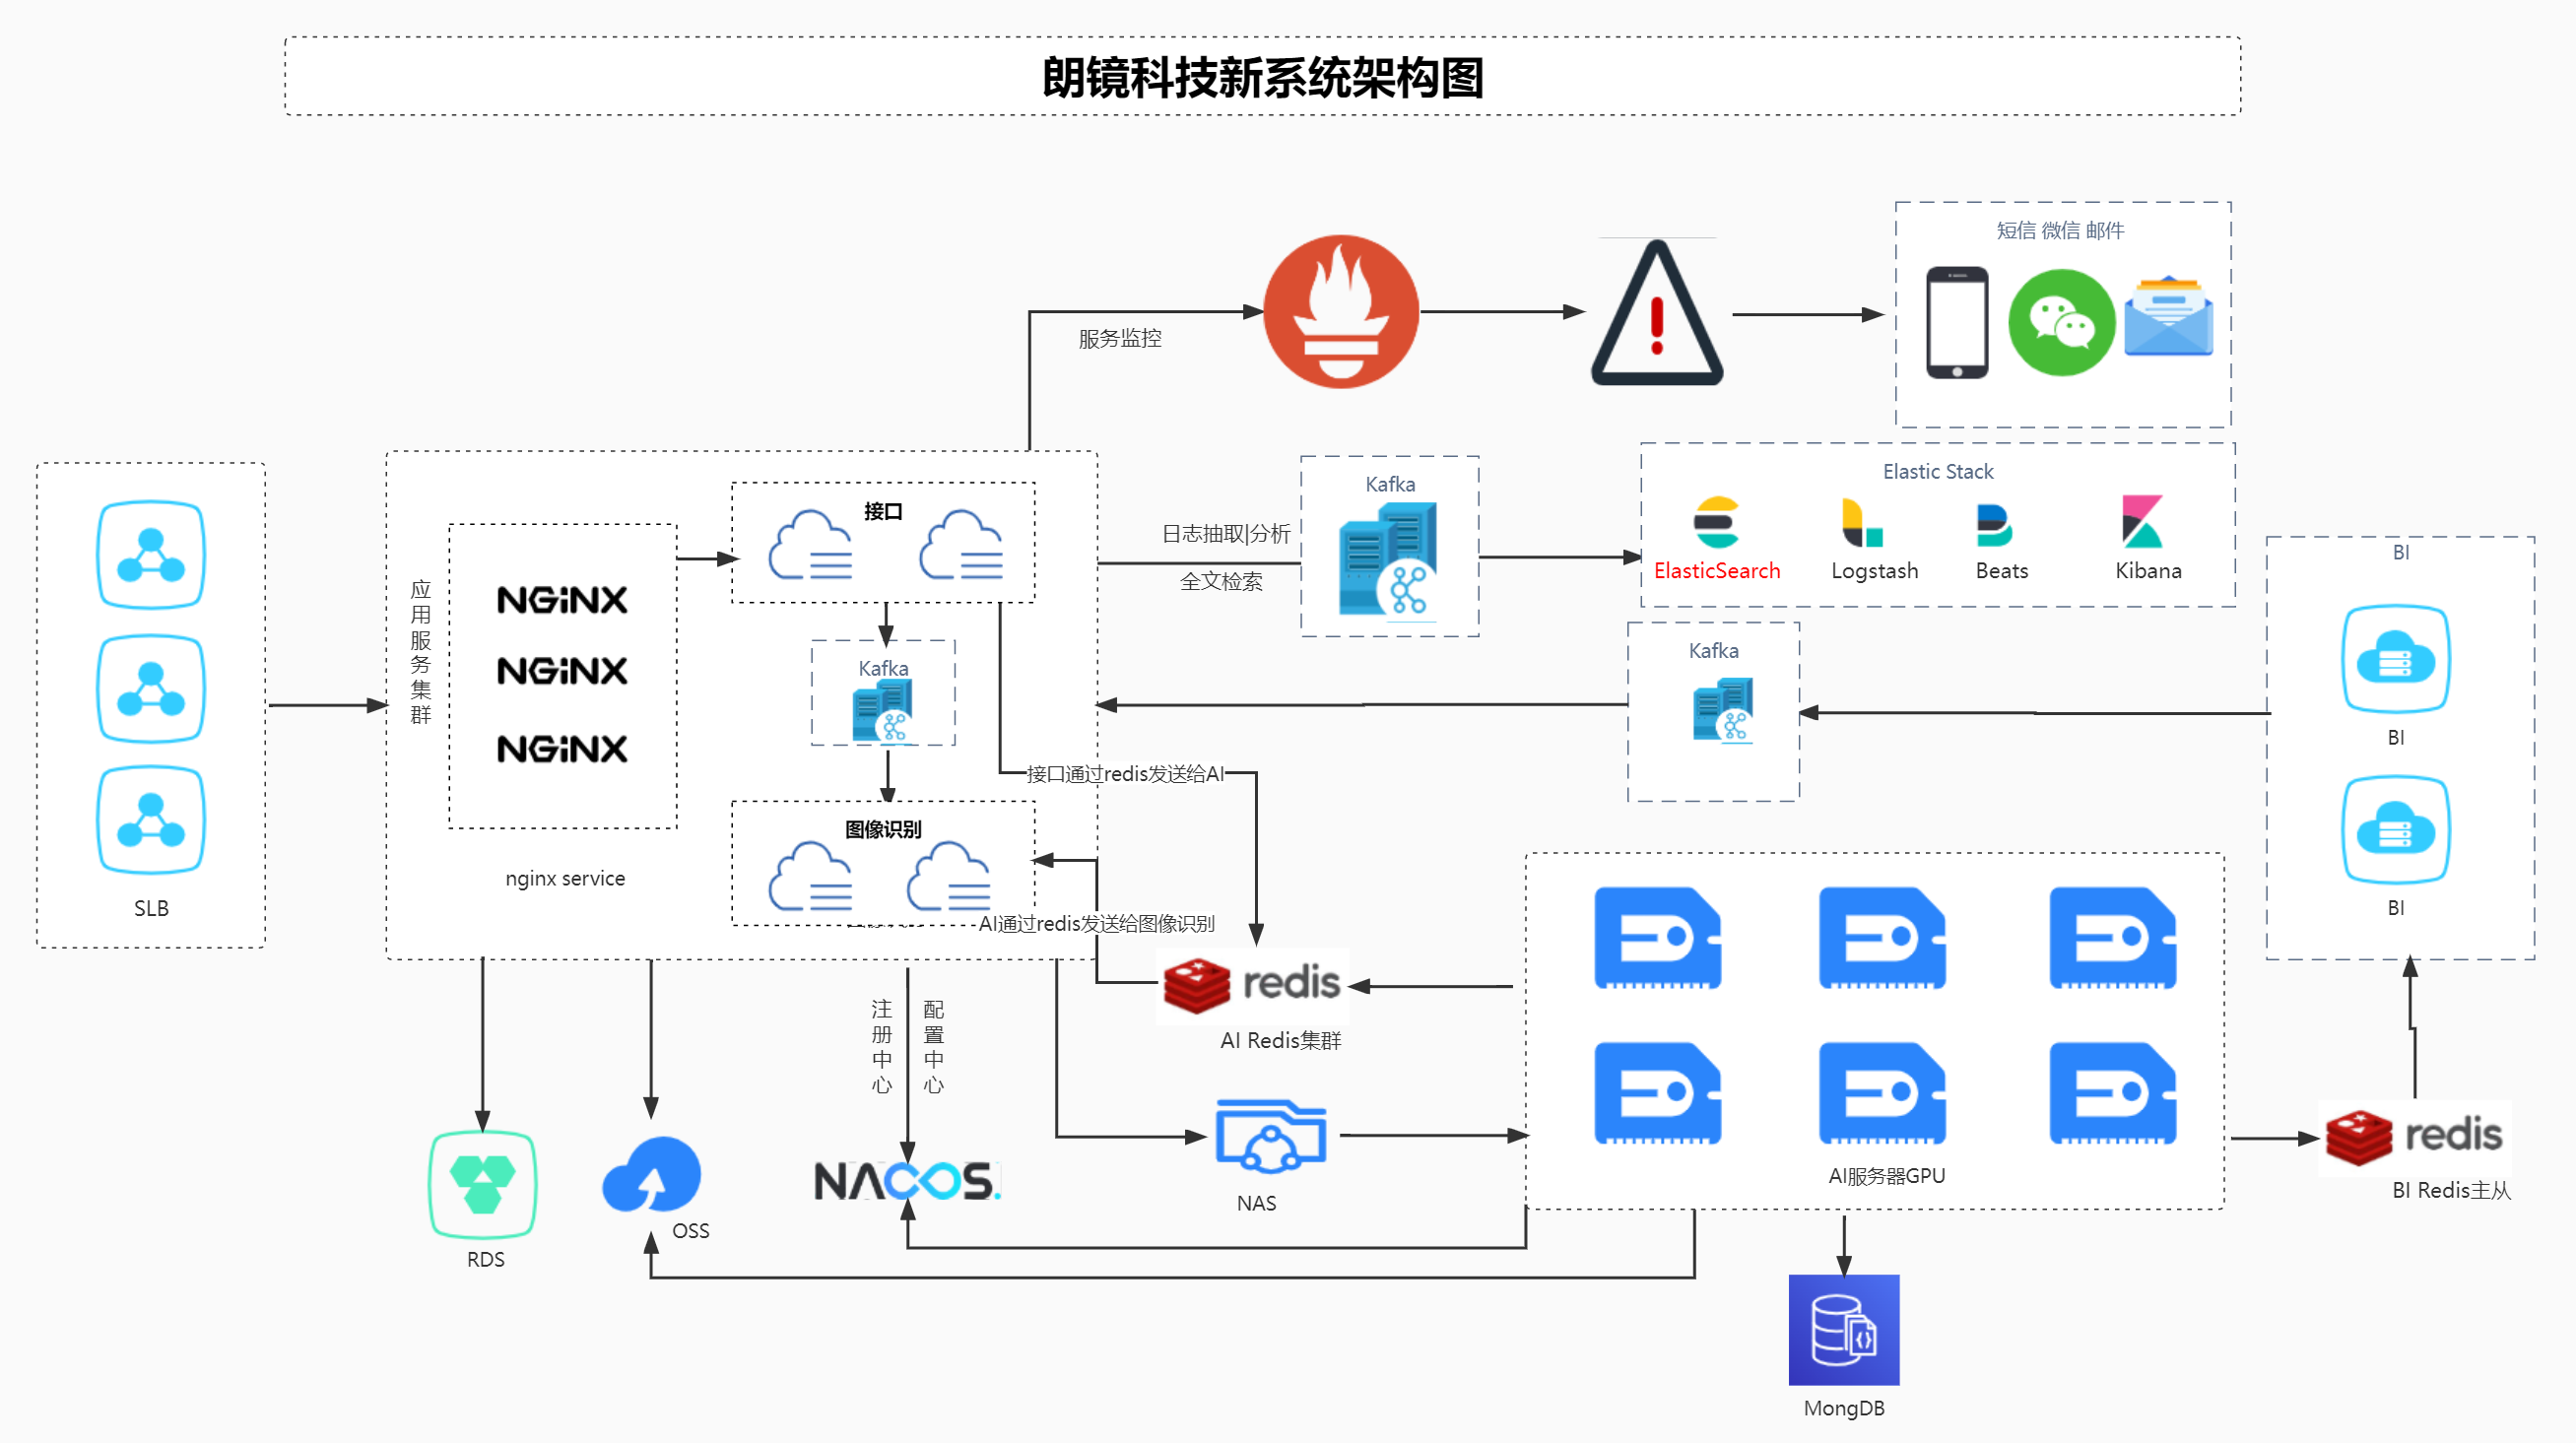 朗镜科技新系统架构图
短信 微信 邮件
服务监控
Elastic Stack
ElasticSearch
Logstash
Beats
Kibana
Kafka
日志抽取|分析
全文检索
接口
应用服务集群
NGiNX
NGiNX
NGiNX
nginx service
Kafka
Kafka
BI
BI
BI
接口通过redis发送给AI
图像识别
AI通过redis发送给图像识别
SLB
redis
AI Redis集群
注册中心
配置中心
NACOS.
NAS
AI服务器GPU
redis
BI Redis主从
OSS
RDS
MongDB